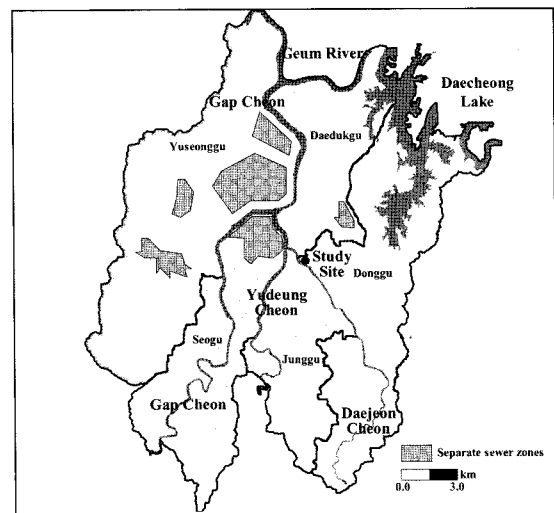 Geum River
Daecheong
Lake
Gap Cheon
Yuseonggu
Daedukgu
Study
Site
Donggu
Yudeung
Cheon
Seogu
Junggu
Gap Cheon
Daejeon
Cheon
Separate sewer zones
km
0.0 3.0